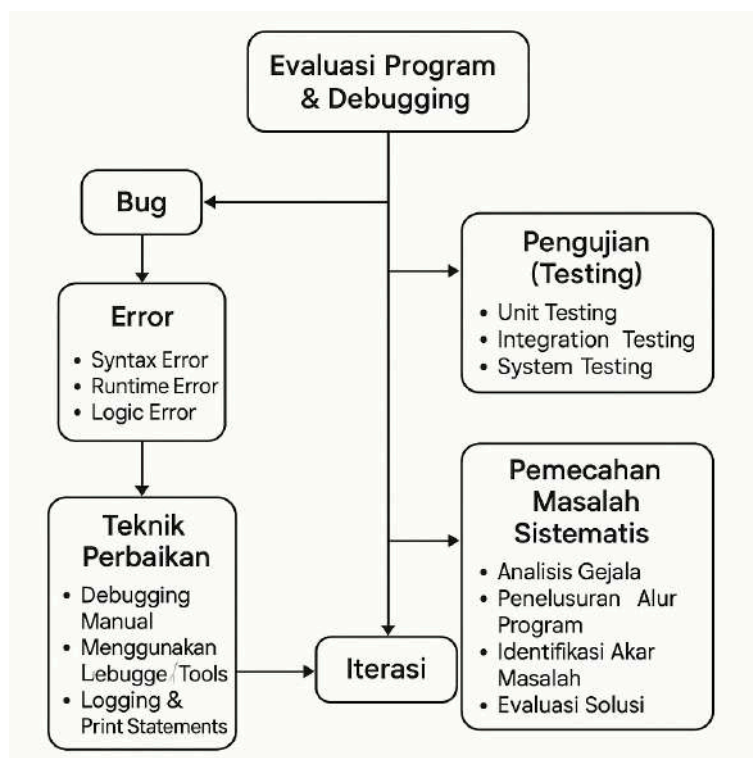 Evaluasi Program
& Debugging
Bug
Error
• Syntax Error
• Runtime Error
• Logic Error
Teknik
Perbaikan
• Debugging
Manual
• Menggunakan
Lebugge/Tools
• Logging &
Print Statements
Iterasi
Pengujian
(Testing)
• Unit Testing
• Integration Testing
• System Testing
Pemecahan
Masalah
Sistematis
• Analisis Gejala
• Penelusuran Alur
Program
• Identifikasi Akar
Masalah
• Evaluasi Solusi